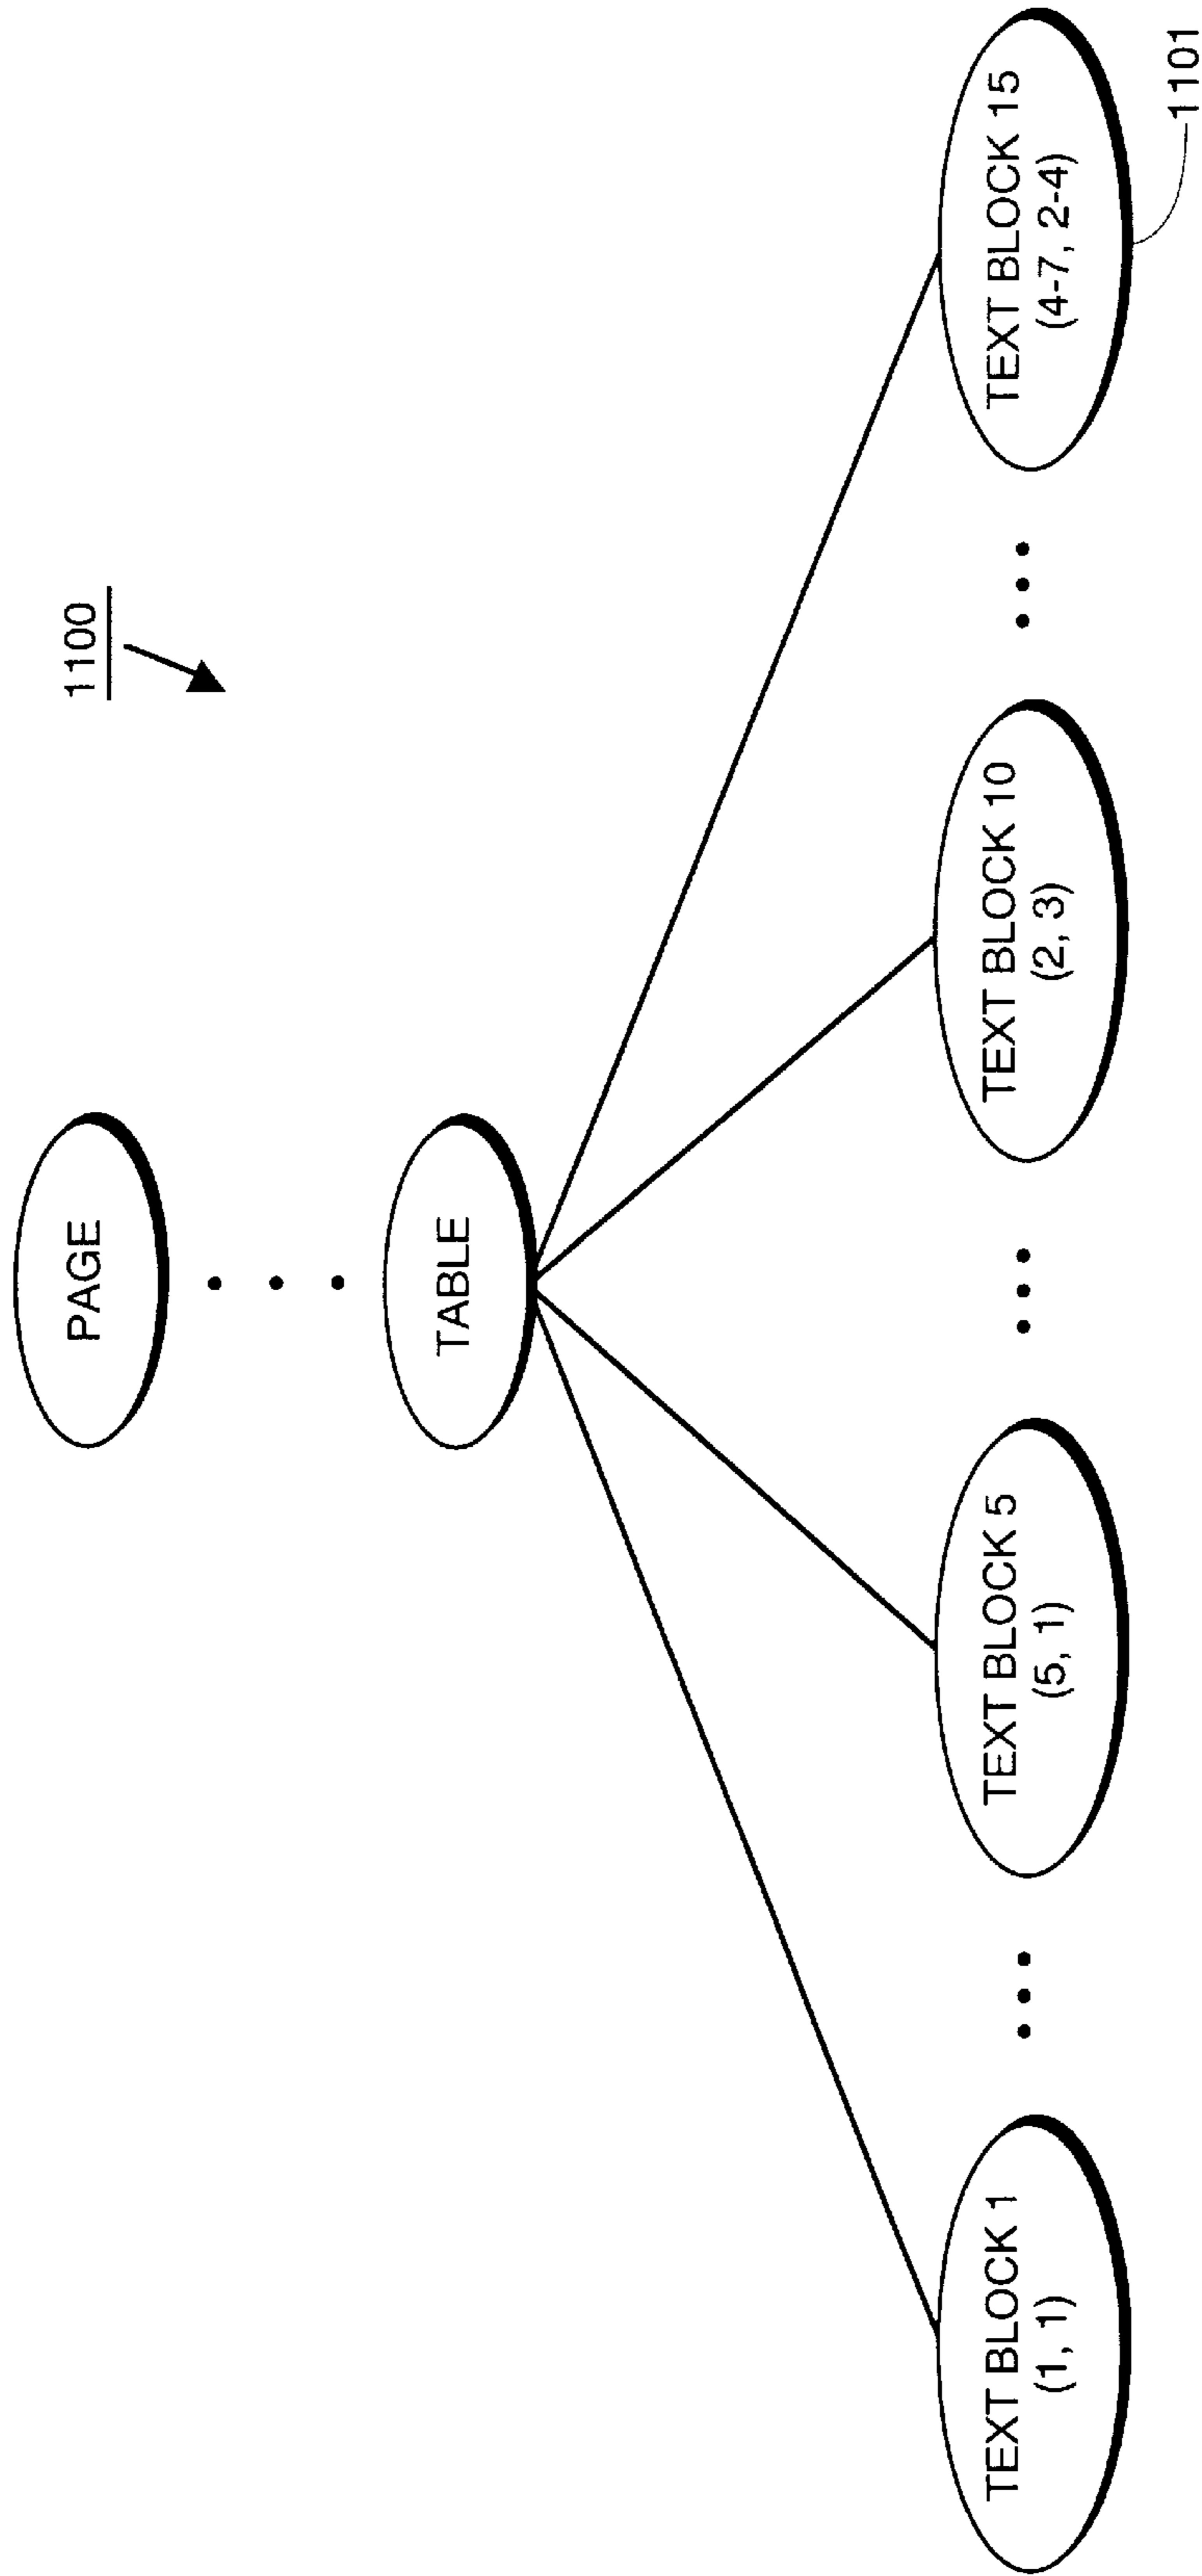 1100
PAGE
TABLE
TEXT BLOCK 1
(1, 1)
TEXT BLOCK 5
(5, 1)
TEXT BLOCK 10
(2, 3)
TEXT BLOCK 15
(4-7, 2-4)
1101